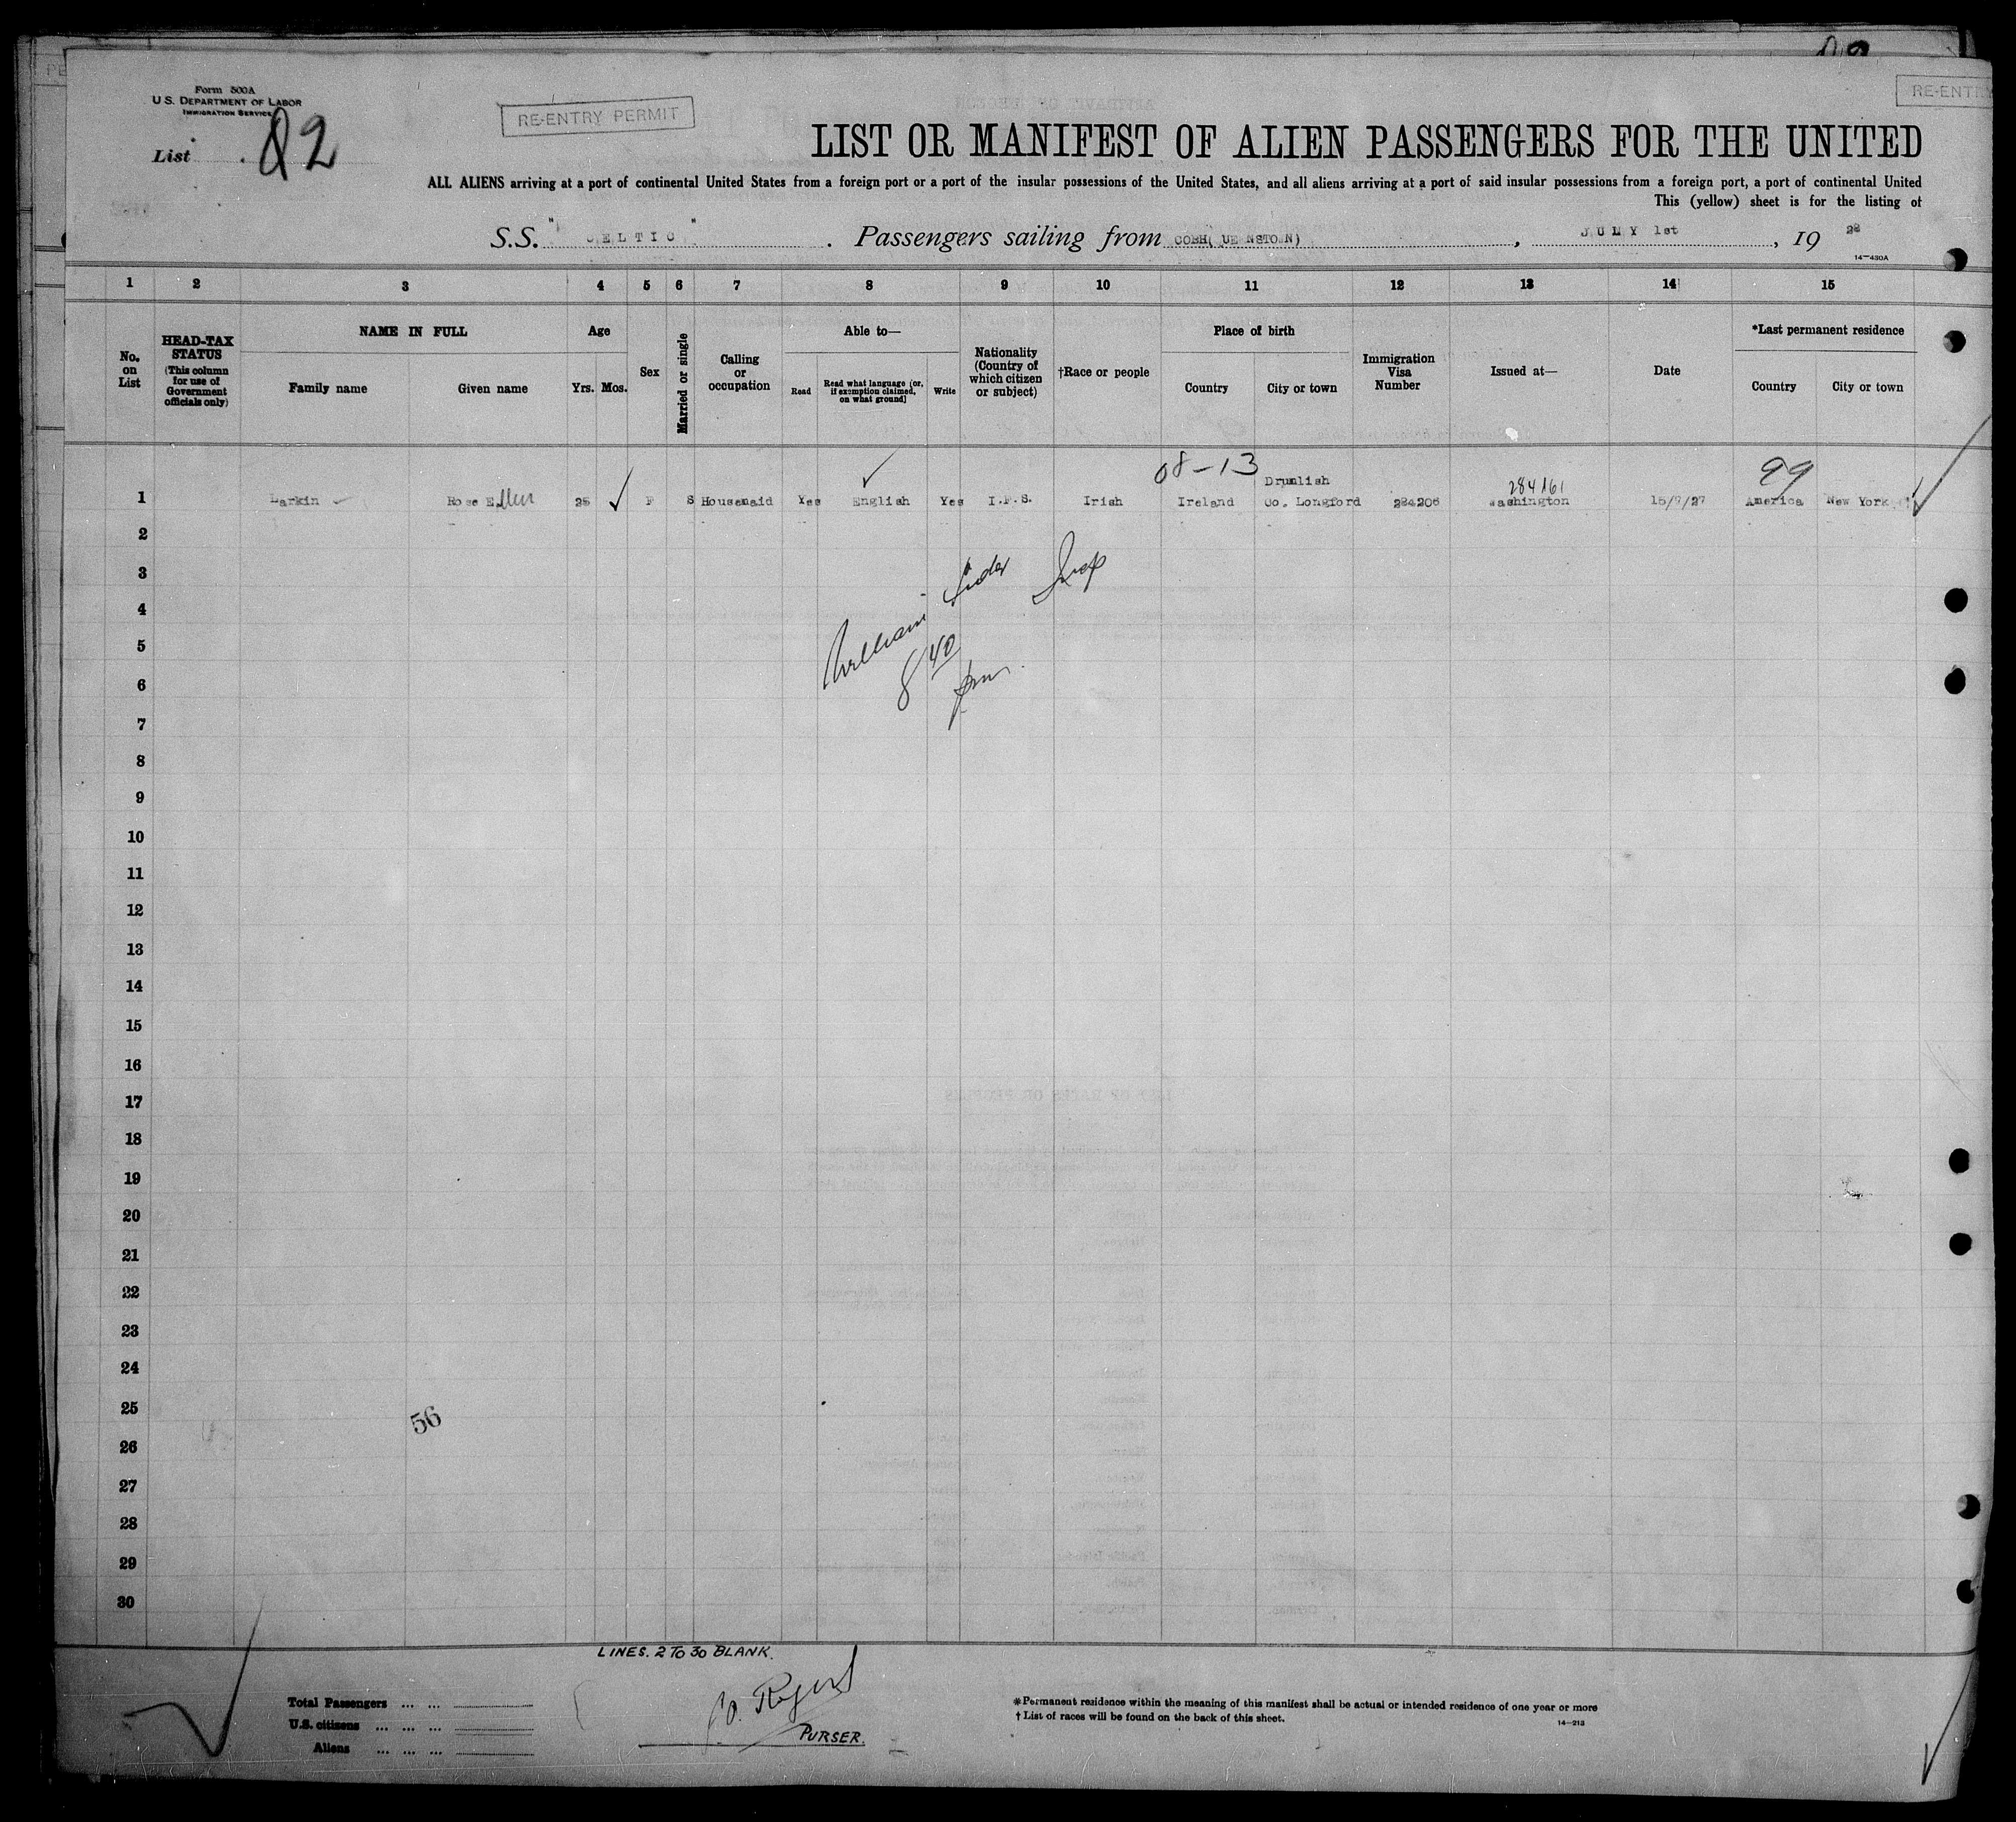 Form 500A
U.S. DEPARTMENT OF LABOR
IMMIGRATION SERVICE
List 82
RE-ENTRY PERMIT
RE-ENTRY
LIST OR MANIFEST OF ALIEN PASSENGERS FOR THE UNITED
ALL ALIENS arriving at a port of continental United States from a foreign port or a port of the insular possessions of the United States, and all aliens arriving at a port of said insular possessions from a foreign port, a port of continental United
This (yellow) sheet is for the listing of
S.S. "CELTIC". Passengers sailing from COBH( UE NSTO N), JULY 1st, 19 28
14-430A
1 2 3 4 5 6 7 8 9 10 11 12 13 14 15
No. on List
HEAD-TAX STATUS (This column for use of Government officials only)
NAME IN FULL
Family name
Given name
Age
Yrs. Mos.
Sex
Married or single
Calling or occupation
Able to—
Read
Read what language [or, if exemption claimed, on what ground]
Write
Nationality (Country of which citizen or subject)
†Race or people
Place of birth
Country
City or town
Immigration Visa Number
Issued at—
Date
*Last permanent residence
Country
City or town
08-13
99
Drumlish
284161
1 Larkin Rose Ellen 25 F S Housemaid Yes English Yes I.F.S. Irish Ireland Co. Longford 284206 Washington 15/9/27 America New York
2
3
4
William
5
8 40
6
pm
7
8
9
10
11
12
13
14
15
16
17
18
19
20
21
22
23
24
25
56
26
27
28
29
30
LINES. 2 TO 30 BLANK.
Total Passengers ... ...
U.S. citizens ... ... ...
Aliens ... ... ...
PURSER.
*Permanent residence within the meaning of this manifest shall be actual or intended residence of one year or more
† List of races will be found on the back of this sheet.
14-213